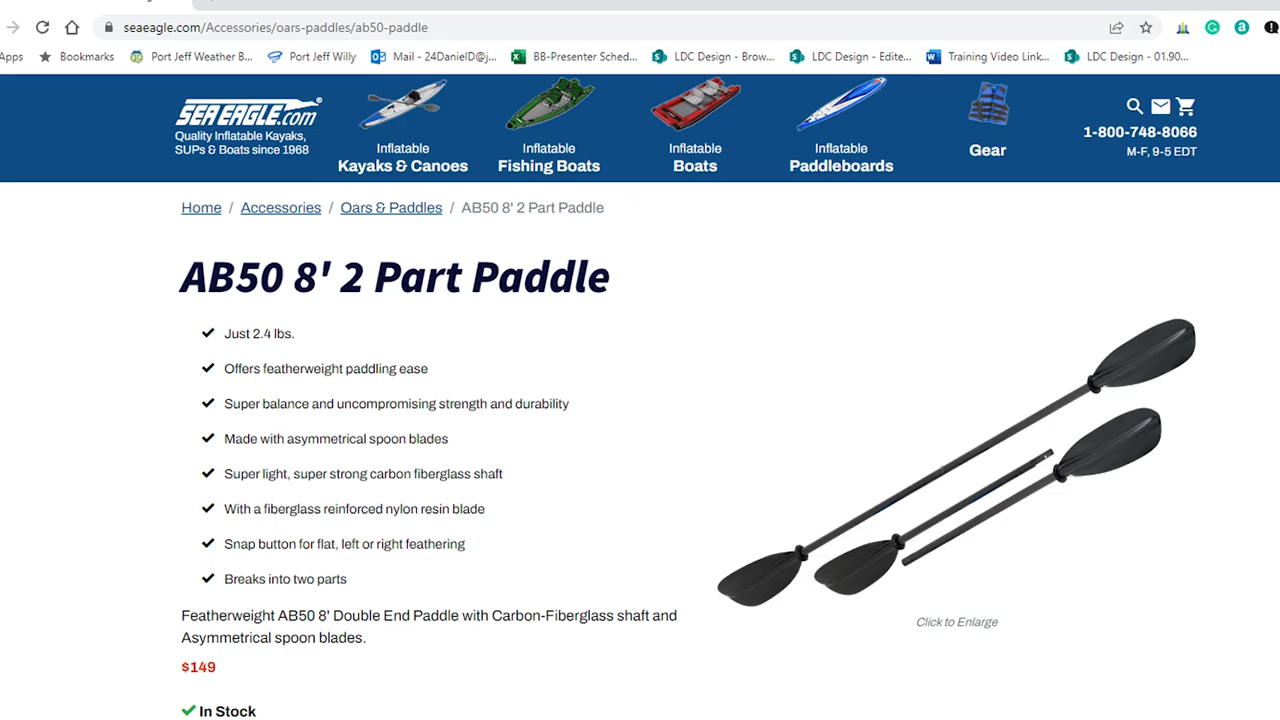 seaeagle.com/Accessories/oars-paddles/ab50-paddle
Apps
Bookmarks
Port Jeff Weather B...
Port Jeff Willy
Mail - 24DanielD@j...
BB-Presenter Sched...
LDC Design - Brow...
LDC Design - Edite...
Training Video Link...
LDC Design - 01.90...
SEA EAGLE.com®
Quality Inflatable Kayaks,
SUPs & Boats since 1968
Inflatable
Kayaks & Canoes
Inflatable
Fishing Boats
Inflatable
Boats
Inflatable
Paddleboards
Gear
1-800-748-8066
M-F, 9-5 EDT
Home / Accessories / Oars & Paddles / AB50 8' 2 Part Paddle
AB50 8' 2 Part Paddle
Just 2.4 lbs.
Offers featherweight paddling ease
Super balance and uncompromising strength and durability
Made with asymmetrical spoon blades
Super light, super strong carbon fiberglass shaft
With a fiberglass reinforced nylon resin blade
Snap button for flat, left or right feathering
Breaks into two parts
Featherweight AB50 8' Double End Paddle with Carbon-Fiberglass shaft and
Asymmetrical spoon blades.
$149
In Stock
Click to Enlarge